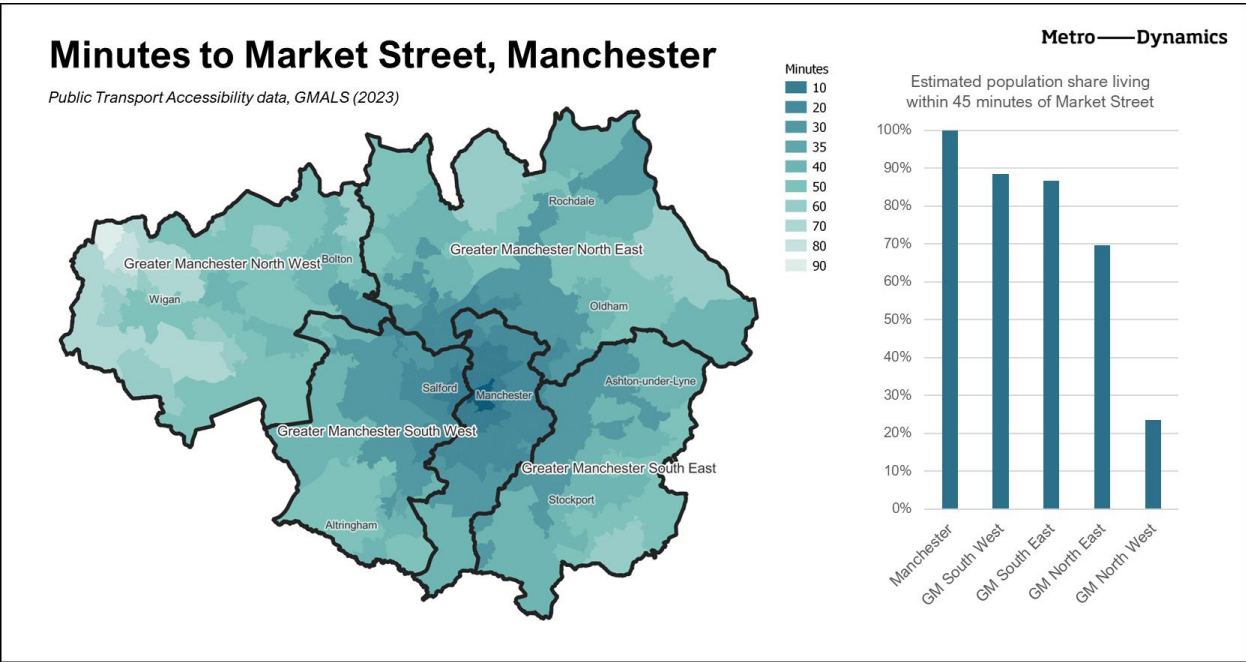 Minutes to Market Street, Manchester
Public Transport Accessibility data, GMALS (2023)
Metro—Dynamics
Minutes
10
20
30
35
40
50
60
70
80
90
Rochdale
Greater Manchester North East
Greater Manchester North West
Bolton
Wigan
Oldham
Salford
Manchester
Ashton-under-Lyne
Greater Manchester South West
Greater Manchester South East
Stockport
Altringham
Estimated population share living
within 45 minutes of Market Street
100%
90%
80%
70%
60%
50%
40%
30%
20%
10%
0%
Manchester
GM South West
GM South East
GM North East
GM North West